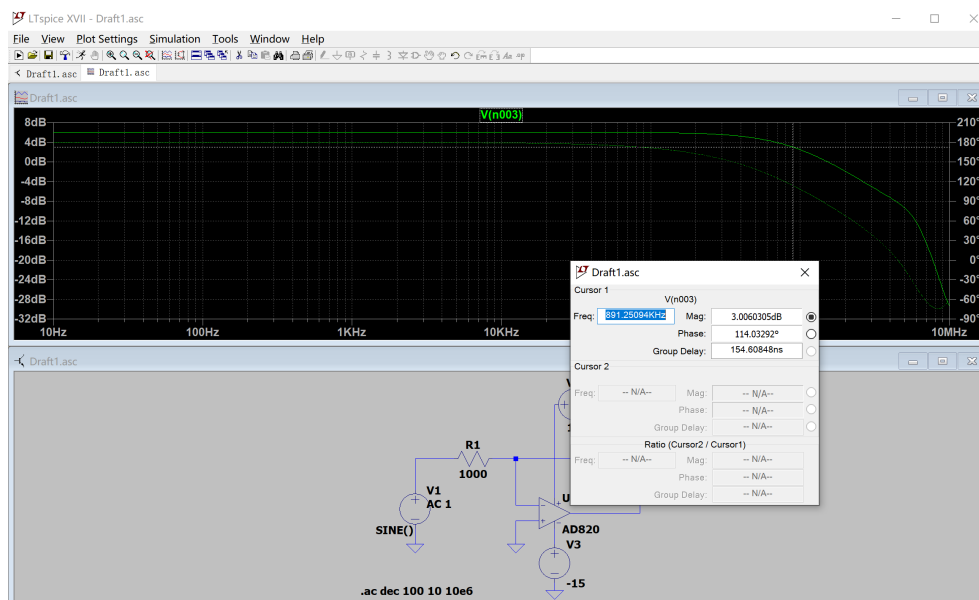 LTspice XVII - Draft1.asc
File View Plot Settings Simulation Tools Window Help
Draft1.asc Draft1.asc
Draft1.asc
V(n003)
8dB 210°
4dB 180°
0dB 150°
-4dB 120°
-8dB 90°
-12dB 60°
-16dB 30°
-20dB 0°
-24dB -30°
-28dB -60°
-32dB -90°
10Hz 100Hz 1KHz 10KHz 10MHz
Draft1.asc
Cursor 1
V(n003)
Freq: 891.25094KHz Mag: 3.0060305dB
Phase: 114.03292°
Group Delay: 154.60848ns
Cursor 2
Freq: -- N/A-- Mag: -- N/A--
Phase: -- N/A--
Group Delay: -- N/A--
Ratio (Cursor2 / Cursor1)
Freq: -- N/A-- Mag: -- N/A--
Phase: -- N/A--
Group Delay: -- N/A--
Draft1.asc
R1
1000
V1
AC 1
SINE()
U
AD820
V3
-15
.ac dec 100 10 10e6